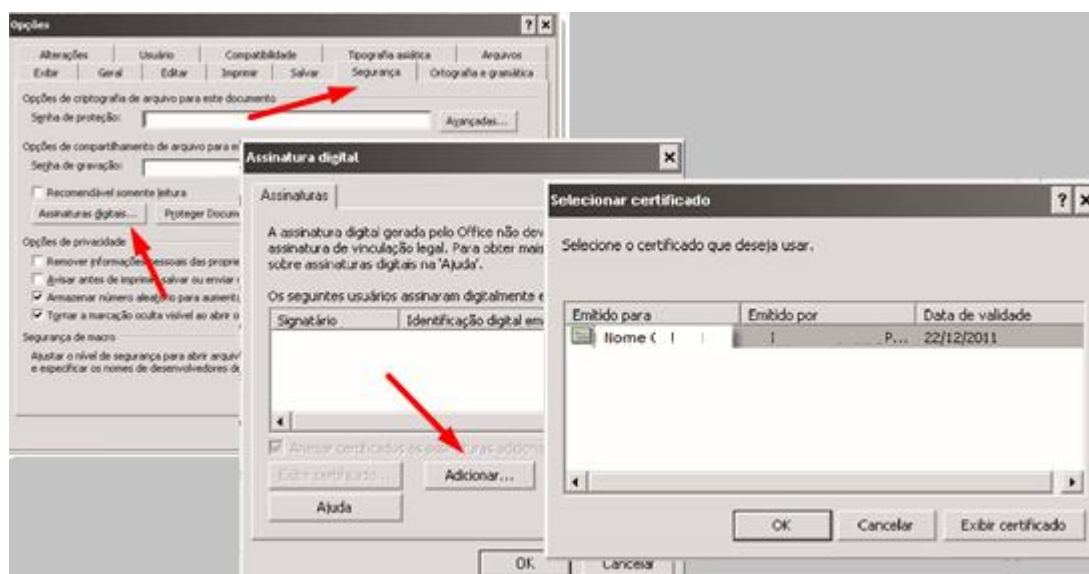 Opções
Alterações Usuário Compatibilidade Tipografia asiática Arquivos
Exibir Geral Editar Imprimir Salvar Segurança Ortografia e gramática
Opções de criptografia de arquivo para este documento
Senha de proteção: Avançadas...
Opções de compartilhamento de arquivo para e
Senha de gravação:
Recomendável somente leitura
Assinaturas digitais... Proteger Docum
Opções de privacidade
Remover informações pessoais das proprie
Avisar antes de imprimir, salvar ou enviar
Armazenar número aleatório para aumenta
Tornar a marcação oculta visível ao abrir o
Segurança de macro
Ajustar o nível de segurança para abrir arquiv
e especificar os nomes de desenvolvedores de
Assinatura digital
Assinaturas
A assinatura digital gerada pelo Office não dev
assinatura de vinculação legal. Para obter mais
sobre assinaturas digitais na 'Ajuda'.
Os seguintes usuários assinaram digitalmente e
Signatário Identificação digital em
Anexar certificados às assinaturas adiciona
Exibir certificado... Adicionar...
Ajuda
OK Cancelar
Selecionar certificado
Selecione o certificado que deseja usar.
Emitido para Emitido por Data de validade
Nome P... 22/12/2011
OK Cancelar Exibir certificado